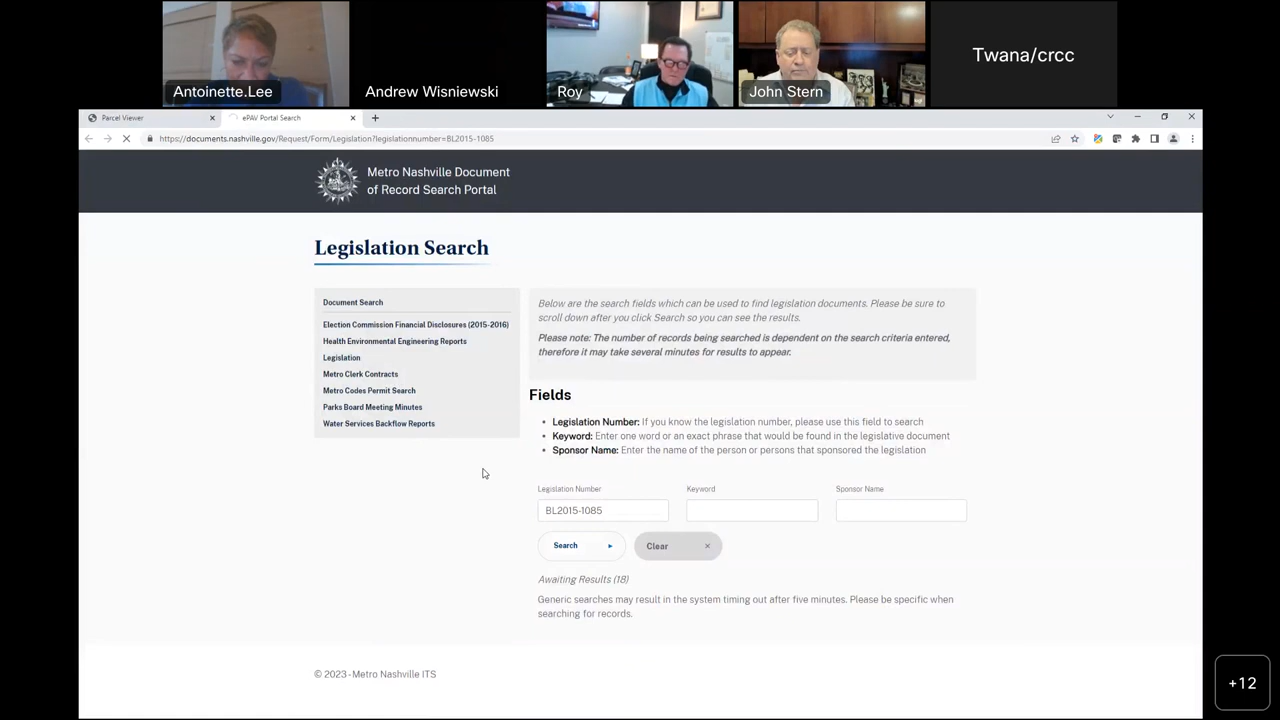 Antoinette.Lee
Andrew Wisniewski
Roy
John Stern
Twana/crcc
Parcel Viewer
ePAV Portal Search
https://documents.nashville.gov/Request/Form/Legislation?legislationnumber=BL2015-1085
Metro Nashville Document
of Record Search Portal
Legislation Search
Document Search
Election Commission Financial Disclosures (2015-2016)
Health Environmental Engineering Reports
Legislation
Metro Clerk Contracts
Metro Codes Permit Search
Parks Board Meeting Minutes
Water Services Backflow Reports
Below are the search fields which can be used to find legislation documents. Please be sure to
scroll down after you click Search so you can see the results.
Please note: The number of records being searched is dependent on the search criteria entered,
therefore it may take several minutes for results to appear.
Fields
• Legislation Number: If you know the legislation number, please use this field to search
• Keyword: Enter one word or an exact phrase that would be found in the legislative document
• Sponsor Name: Enter the name of the person or persons that sponsored the legislation
Legislation Number Keyword Sponsor Name
BL2015-1085
Search Clear
Awaiting Results (18)
Generic searches may result in the system timing out after five minutes. Please be specific when
searching for records.
© 2023 - Metro Nashville ITS
+12